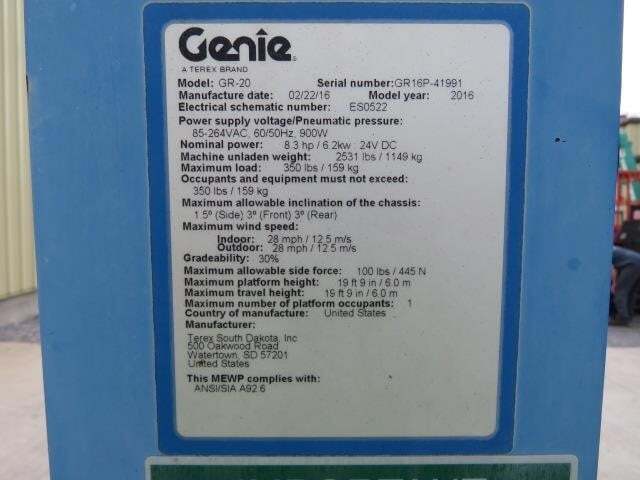 Genie
A TEREX BRAND
Model: GR-20 Serial number:GR16P-41991
Manufacture date: 02/22/16 Model year: 2016
Electrical schematic number: ES0522
Power supply voltage/Pneumatic pressure:
85-264VAC, 60/50Hz, 900W
Nominal power: 8.3 hp / 6.2kw 24V DC
Machine unladen weight: 2531 lbs / 1149 kg
Maximum load: 350 lbs / 159 kg
Occupants and equipment must not exceed:
350 lbs / 159 kg
Maximum allowable inclination of the chassis:
1.5º (Side) 3º (Front) 3º (Rear)
Maximum wind speed:
Indoor: 28 mph / 12.5 m/s
Outdoor: 28 mph / 12.5 m/s
Gradeability: 30%
Maximum allowable side force: 100 lbs / 445 N
Maximum platform height: 19 ft 9 in / 6.0 m
Maximum travel height: 19 ft 9 in / 6.0 m
Maximum number of platform occupants: 1
Country of manufacture: United States
Manufacturer:
Terex South Dakota, Inc
500 Oakwood Road
Watertown, SD 57201
United States
This MEWP complies with:
ANSI/SIA A92.6